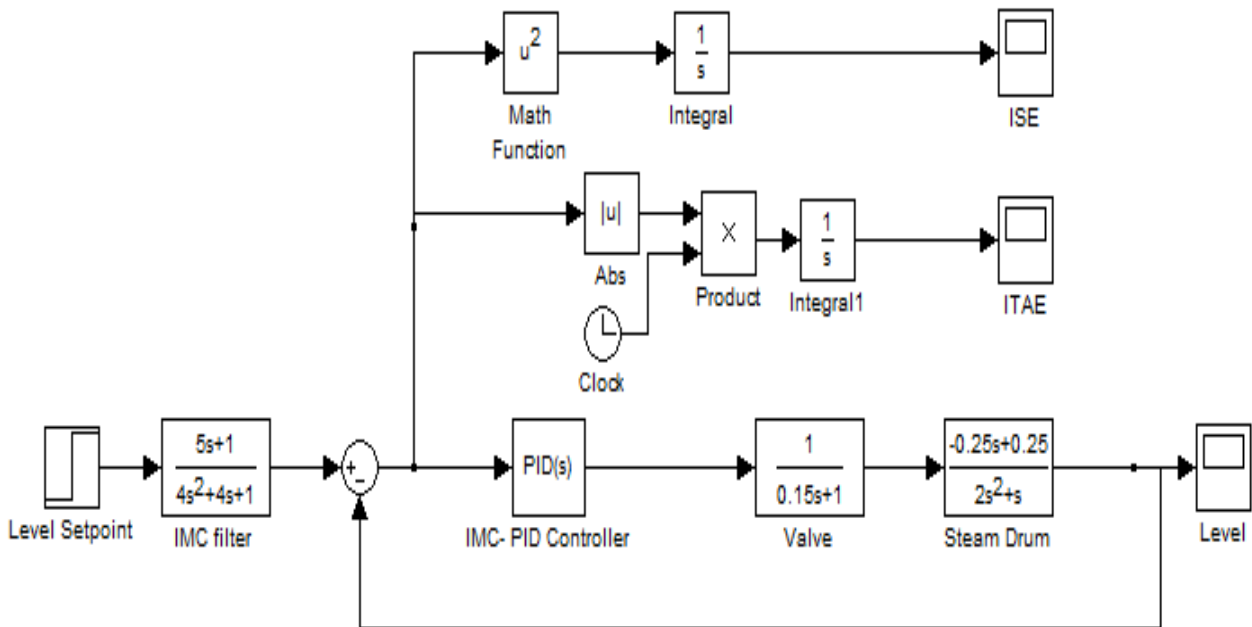 u²
Math
Function
1
s
Integral
ISE
|u|
Abs
×
Product
1
s
Integral1
ITAE
Clock
Level Setpoint
5s+1
4s²+4s+1
IMC filter
+
−
PID(s)
IMC- PID Controller
1
0.15s+1
Valve
-0.25s+0.25
2s²+s
Steam Drum
Level